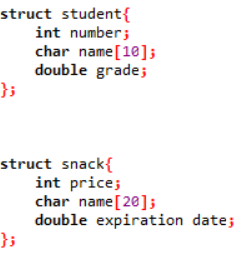 struct student{
    int number;
    char name[10];
    double grade;
};
struct snack{
    int price;
    char name[20];
    double expiration date;
};